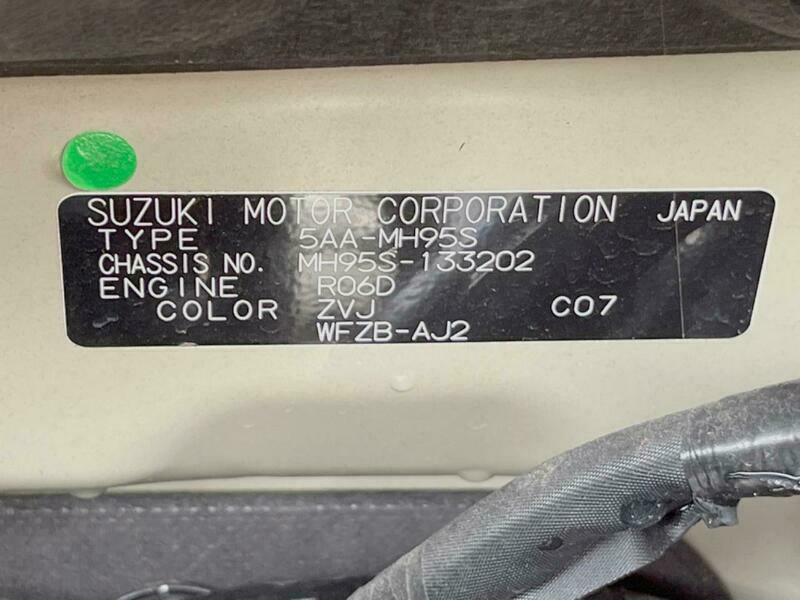 SUZUKI MOTOR CORPORATION JAPAN
TYPE 5AA-MH95S
CHASSIS NO. MH95S-133202
ENGINE R06D
COLOR ZVJ C07
WFZB-AJ2